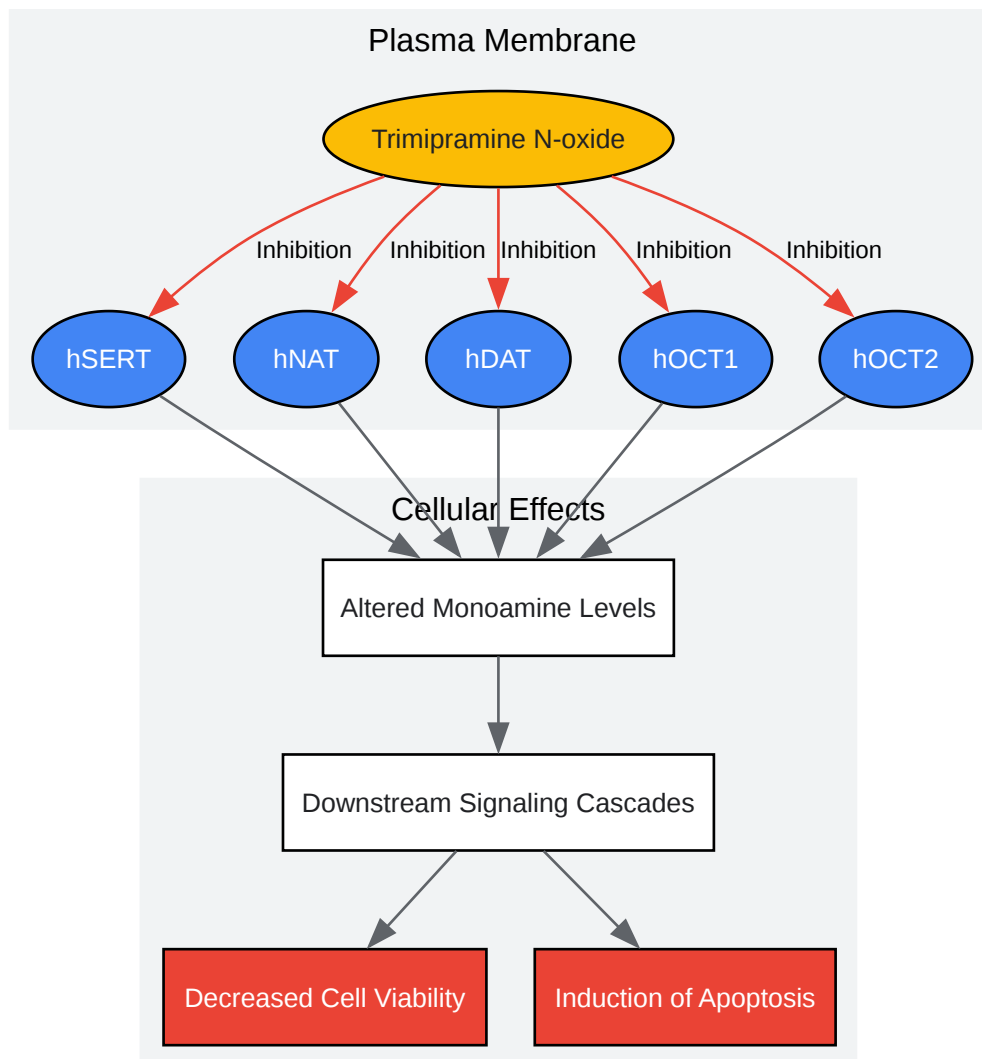 Plasma Membrane
Trimipramine N-oxide
Inhibition
Inhibition
Inhibition
Inhibition
Inhibition
hSERT
hNAT
hDAT
hOCT1
hOCT2
Cellular Effects
Altered Monoamine Levels
Downstream Signaling Cascades
Decreased Cell Viability
Induction of Apoptosis